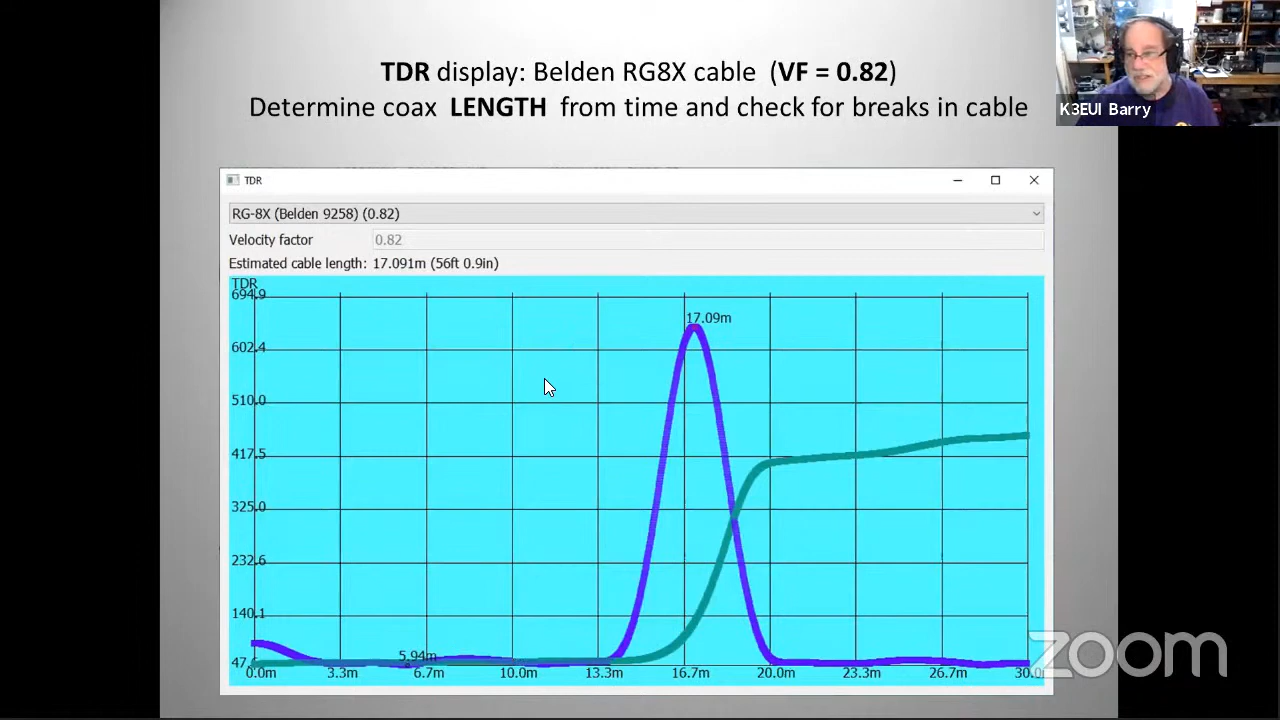 TDR display: Belden RG8X cable (VF = 0.82)
Determine coax LENGTH from time and check for breaks in cable
K3EUI Barry
TDR
RG-8X (Belden 9258) (0.82)
Velocity factor 0.82
Estimated cable length: 17.091m (56ft 0.9in)
TDR
694.9
17.09m
602.4
510.0
417.5
325.0
232.6
140.1
5.94m
47.
0.0m 3.3m 6.7m 10.0m 13.3m 16.7m 20.0m 23.3m 26.7m 30.0
zoom